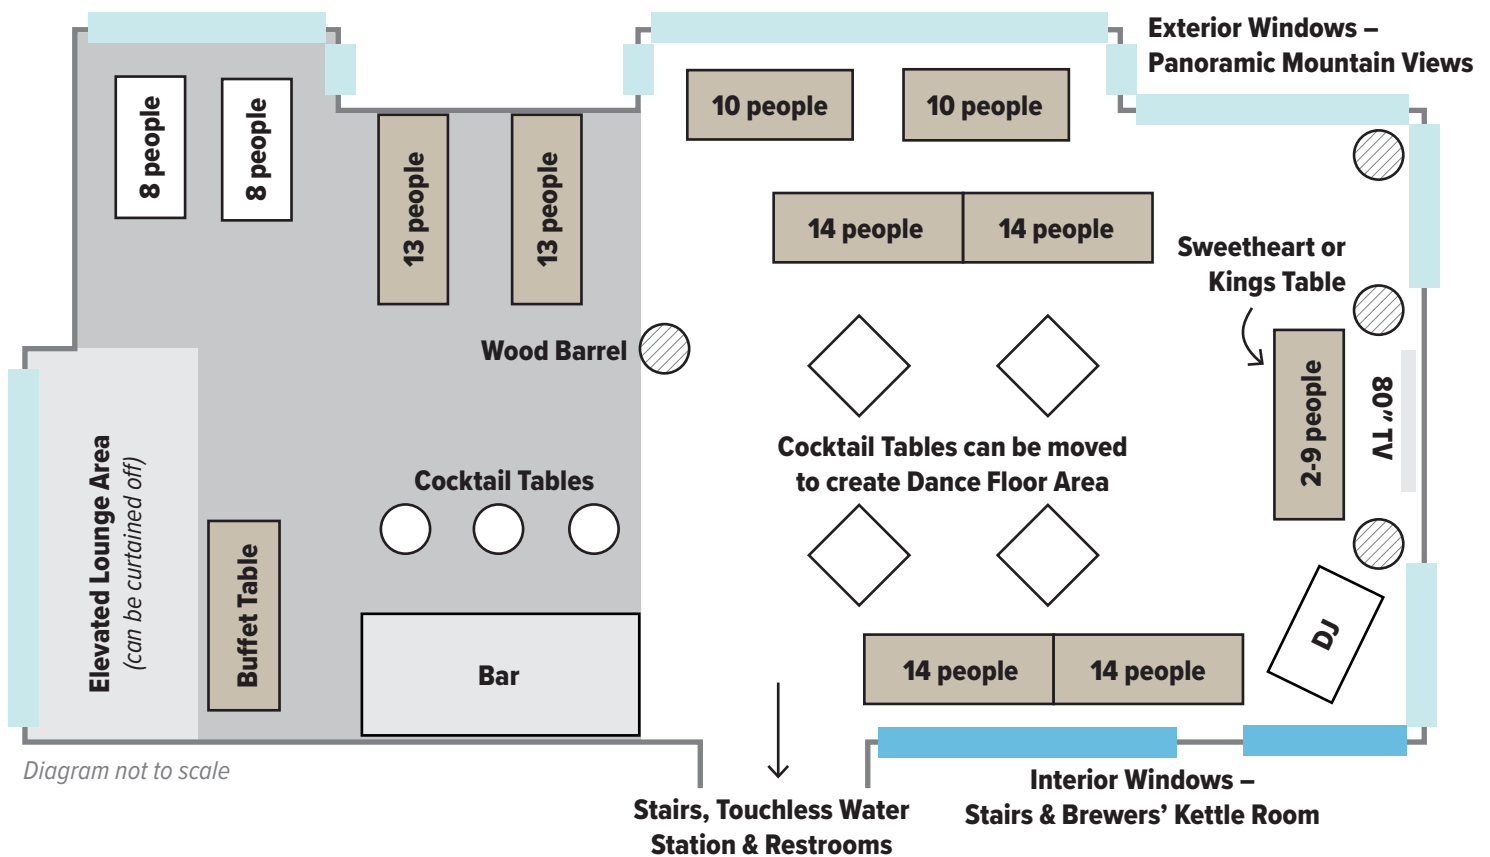 Exterior Windows –
Panoramic Mountain Views
8 people
8 people
13 people
13 people
10 people
10 people
14 people
14 people
Sweetheart or
Kings Table
Wood Barrel
2-9 people
80” TV
Cocktail Tables can be moved
to create Dance Floor Area
Cocktail Tables
Elevated Lounge Area
(can be curtained off)
Buffet Table
Bar
14 people
14 people
DJ
Diagram not to scale
Stairs, Touchless Water
Station & Restrooms
Interior Windows –
Stairs & Brewers’ Kettle Room